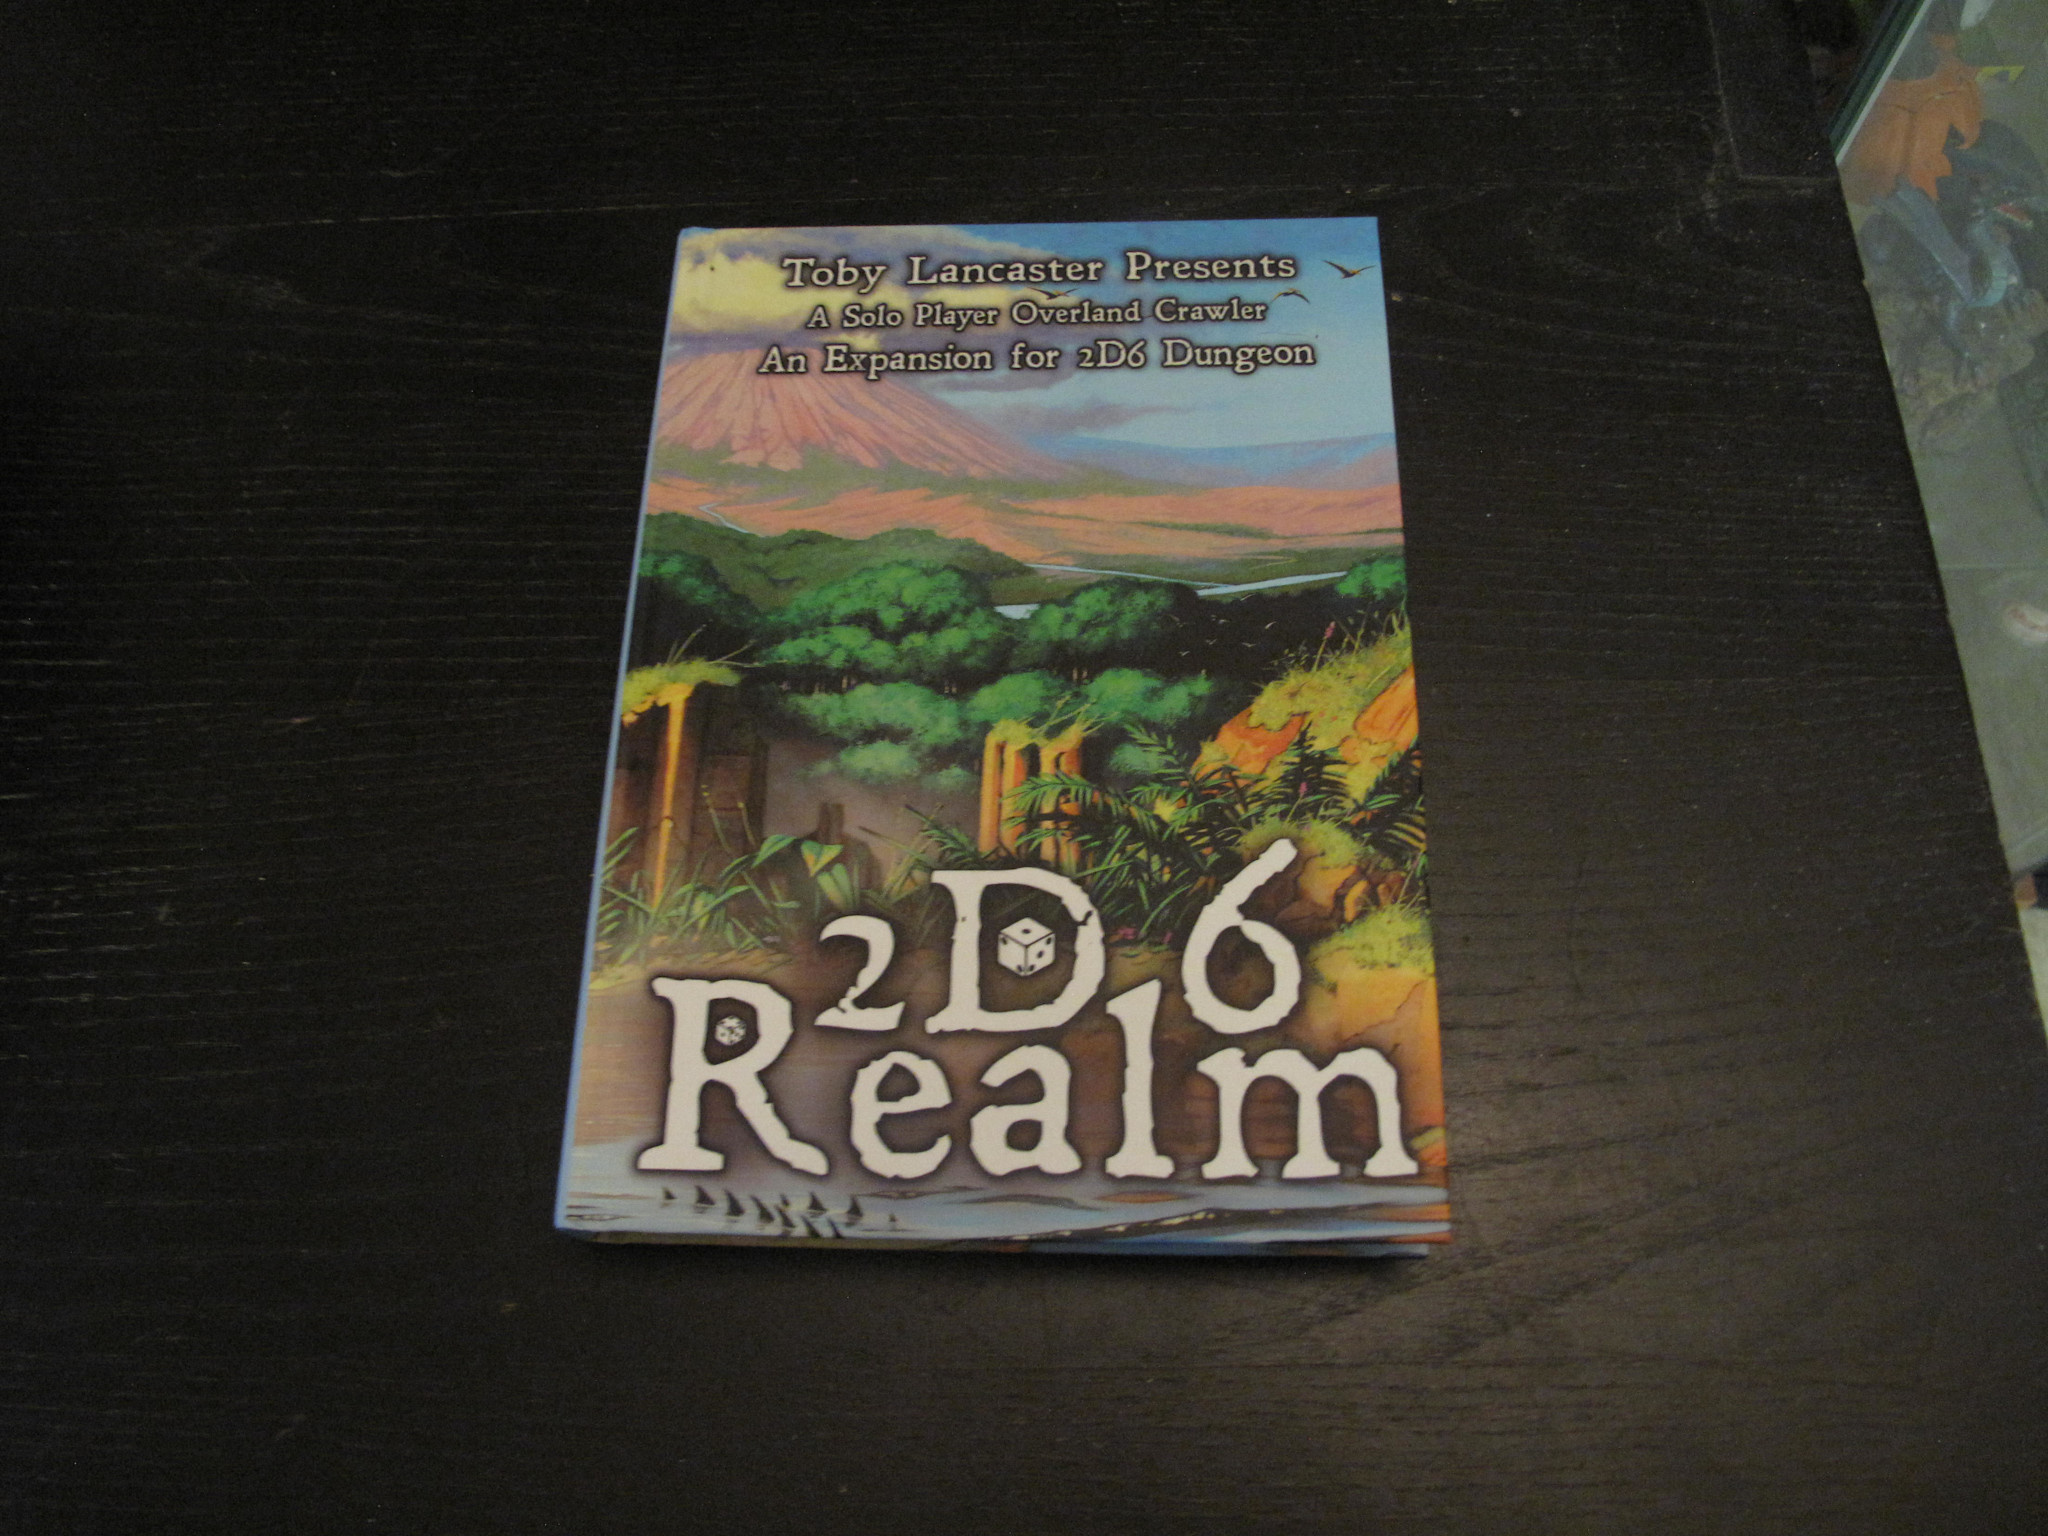 Toby Lancaster Presents
A Solo Player Overland Crawler
An Expansion for 2D6 Dungeon
2D6
Realm